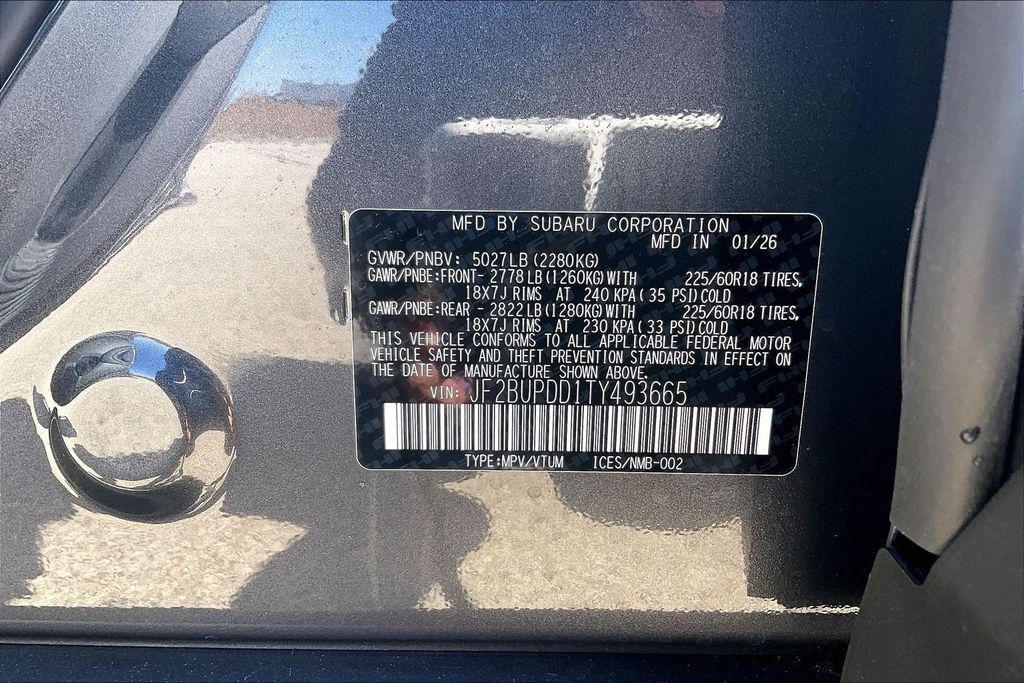 MFD BY SUBARU CORPORATION
MFD IN 01/26
GVWR/PNBV: 5027LB (2280KG)
GAWR/PNBE:FRONT- 2778 LB (1260KG) WITH 225/60R18 TIRES,
18X7J RIMS AT 240 KPA ( 35 PSI) COLD
GAWR/PNBE:REAR - 2822 LB (1280KG) WITH 225/60R18 TIRES,
18X7J RIMS AT 230 KPA ( 33 PSI) COLD
THIS VEHICLE CONFORMS TO ALL APPLICABLE FEDERAL MOTOR
VEHICLE SAFETY AND THEFT PREVENTION STANDARDS IN EFFECT ON
THE DATE OF MANUFACTURE SHOWN ABOVE.
VIN: JF2BUPDD1TY493665
TYPE:MPV/VTUM ICES/NMB-002